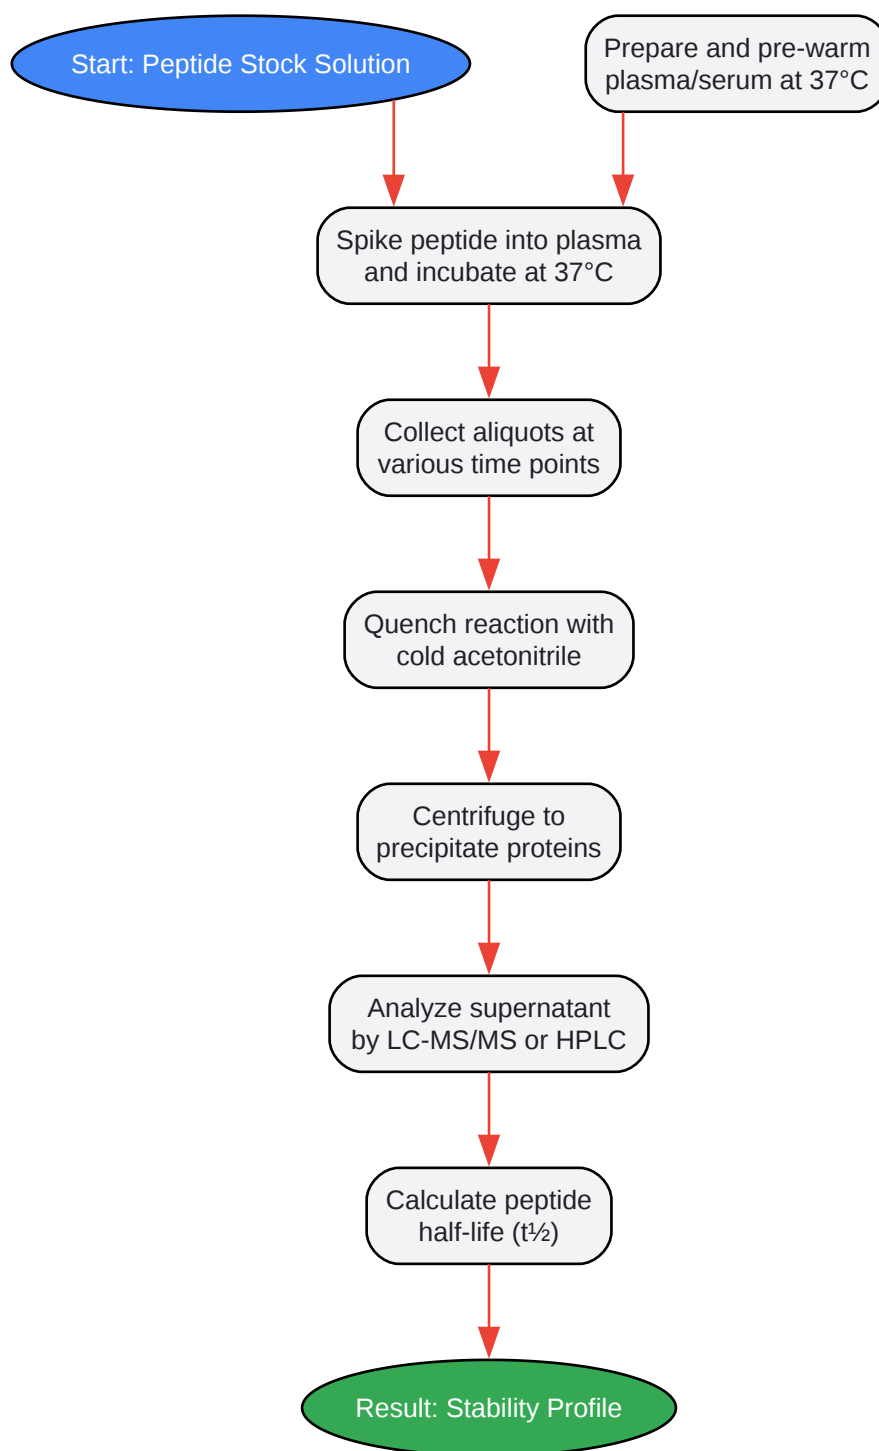 Start: Peptide Stock Solution
Prepare and pre-warm
plasma/serum at 37°C
Spike peptide into plasma
and incubate at 37°C
Collect aliquots at
various time points
Quench reaction with
cold acetonitrile
Centrifuge to
precipitate proteins
Analyze supernatant
by LC-MS/MS or HPLC
Calculate peptide
half-life (t½)
Result: Stability Profile